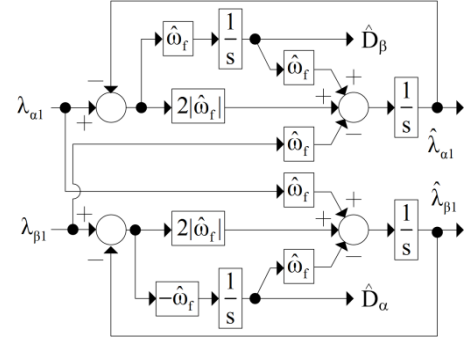 ω̂f 1/s D̂β
− ω̂f +
λα1 + 2|ω̂f| + 1/s λ̂α1
ω̂f −
ω̂f λ̂β1
λβ1 + 2|ω̂f| + + 1/s
− ω̂f −
−ω̂f 1/s D̂α